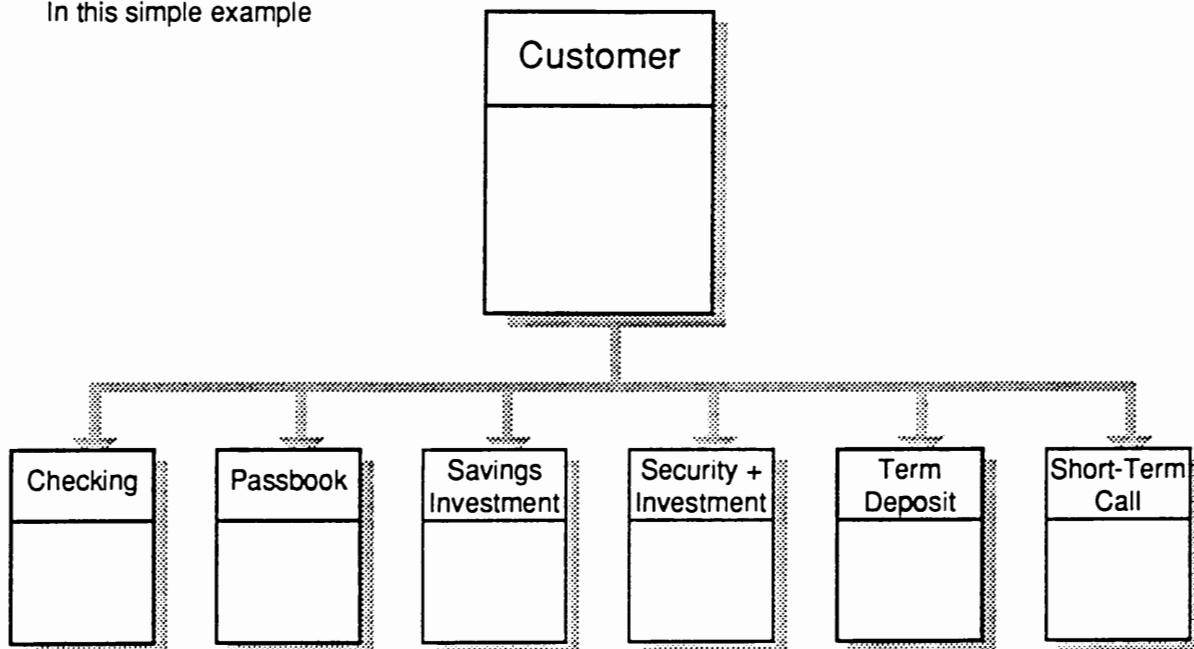 In this simple example
Customer
Checking
Passbook
Savings
Investment
Security +
Investment
Term
Deposit
Short-Term
Call